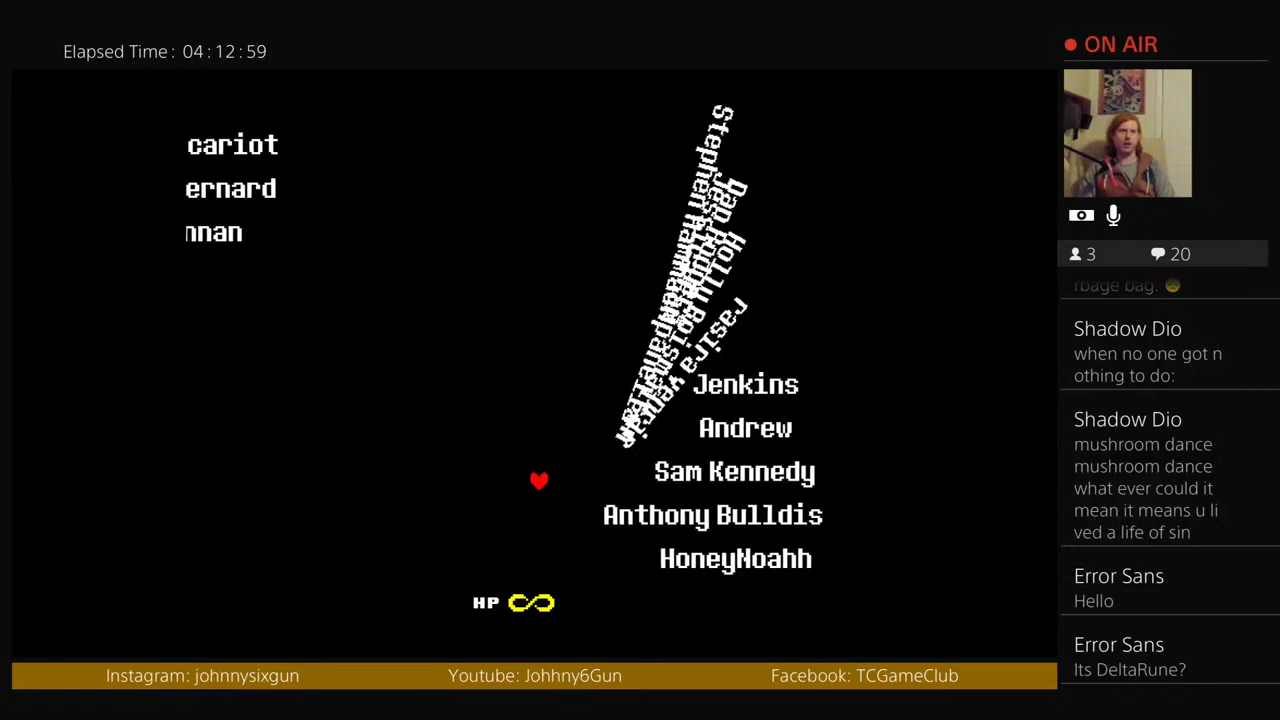 Elapsed Time: 04:12:59
ON AIR
cariot
ernard
nnan
Stephen
Jenkins
Andrew
Sam Kennedy
Anthony Bulldis
HoneyNoahh
HP
3
20
rbage bag.
Shadow Dio
when no one got n
othing to do:
Shadow Dio
mushroom dance
mushroom dance
what ever could it
mean it means u li
ved a life of sin
Error Sans
Hello
Error Sans
Its DeltaRune?
Instagram: johnnysixgun
Youtube: Johhny6Gun
Facebook: TCGameClub